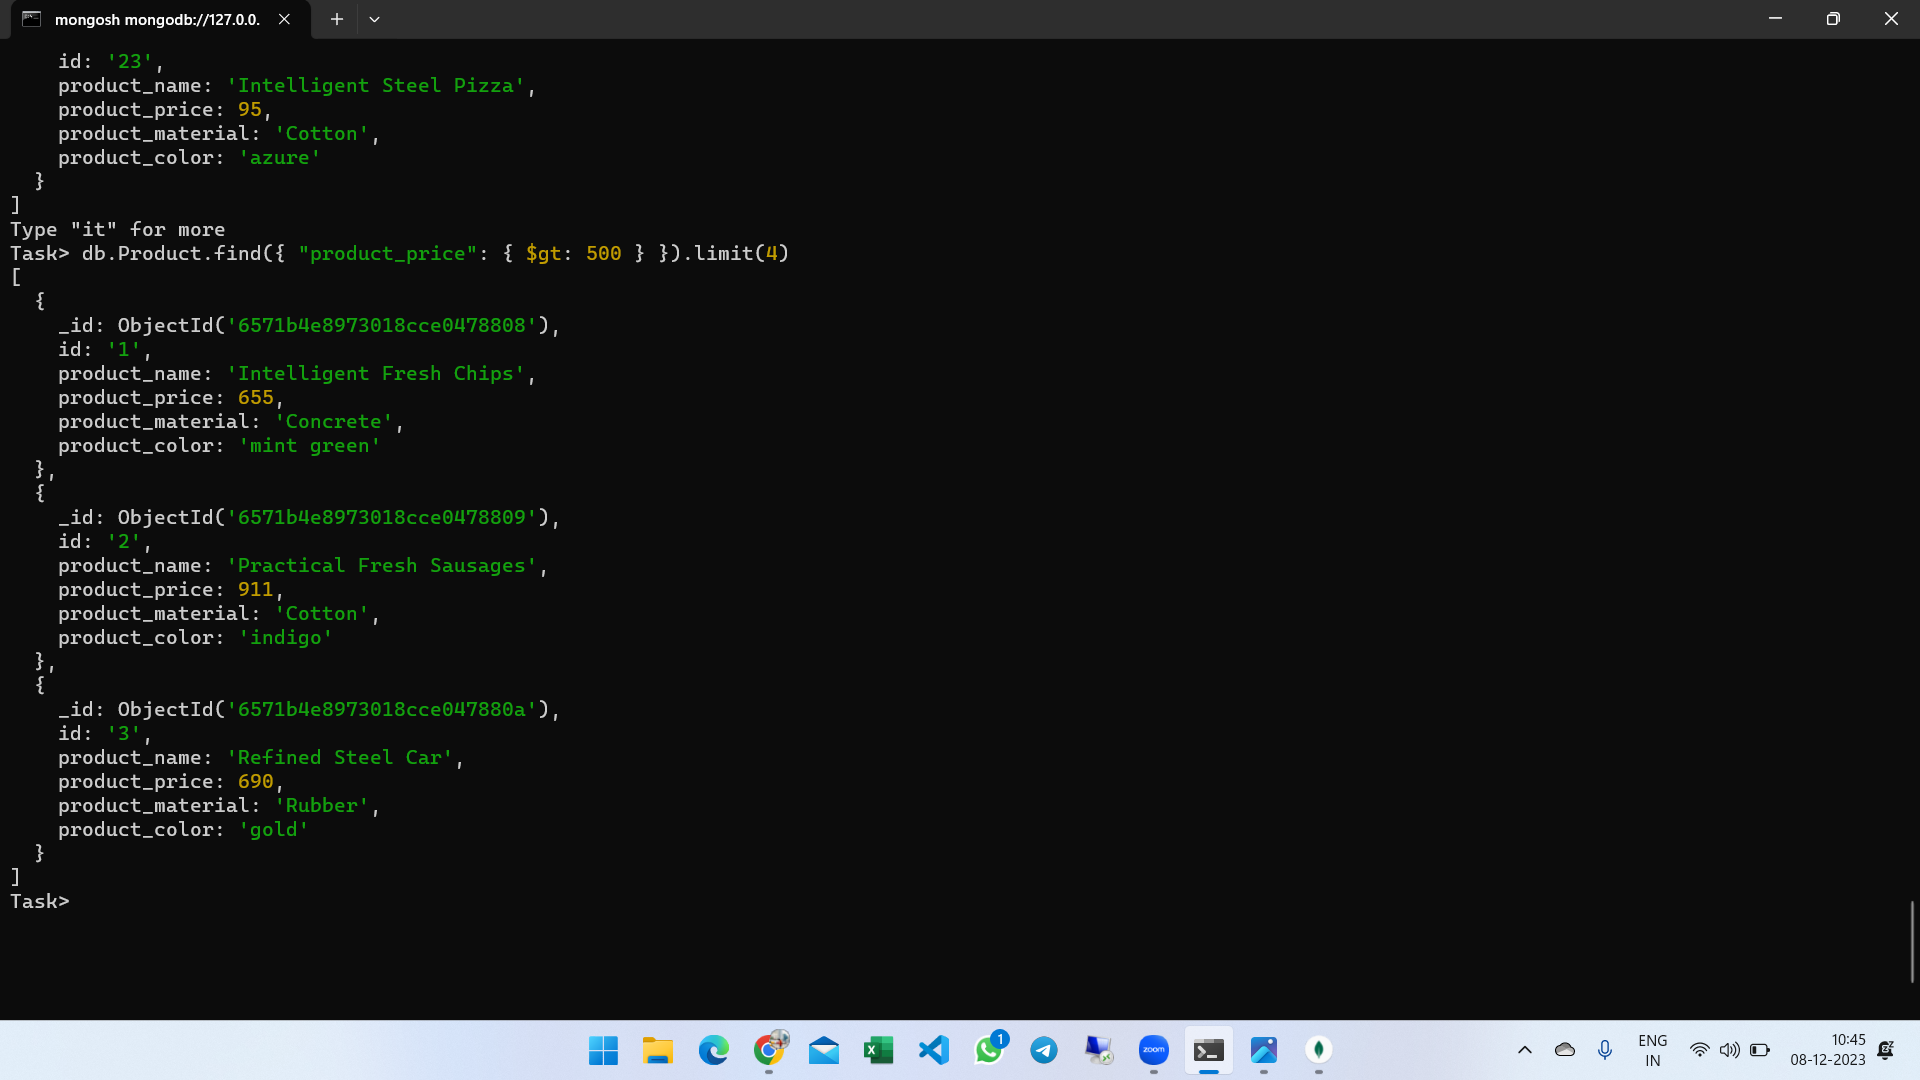 mongosh mongodb://127.0.0.
id: '23',
product_name: 'Intelligent Steel Pizza',
product_price: 95,
product_material: 'Cotton',
product_color: 'azure'
}
]
Type "it" for more
Task> db.Product.find({ "product_price": { $gt: 500 } }).limit(4)
[
{
_id: ObjectId('6571b4e8973018cce0478808'),
id: '1',
product_name: 'Intelligent Fresh Chips',
product_price: 655,
product_material: 'Concrete',
product_color: 'mint green'
},
{
_id: ObjectId('6571b4e8973018cce0478809'),
id: '2',
product_name: 'Practical Fresh Sausages',
product_price: 911,
product_material: 'Cotton',
product_color: 'indigo'
},
{
_id: ObjectId('6571b4e8973018cce047880a'),
id: '3',
product_name: 'Refined Steel Car',
product_price: 690,
product_material: 'Rubber',
product_color: 'gold'
}
]
Task>
1
zoom
ENG
IN
10:45
08-12-2023